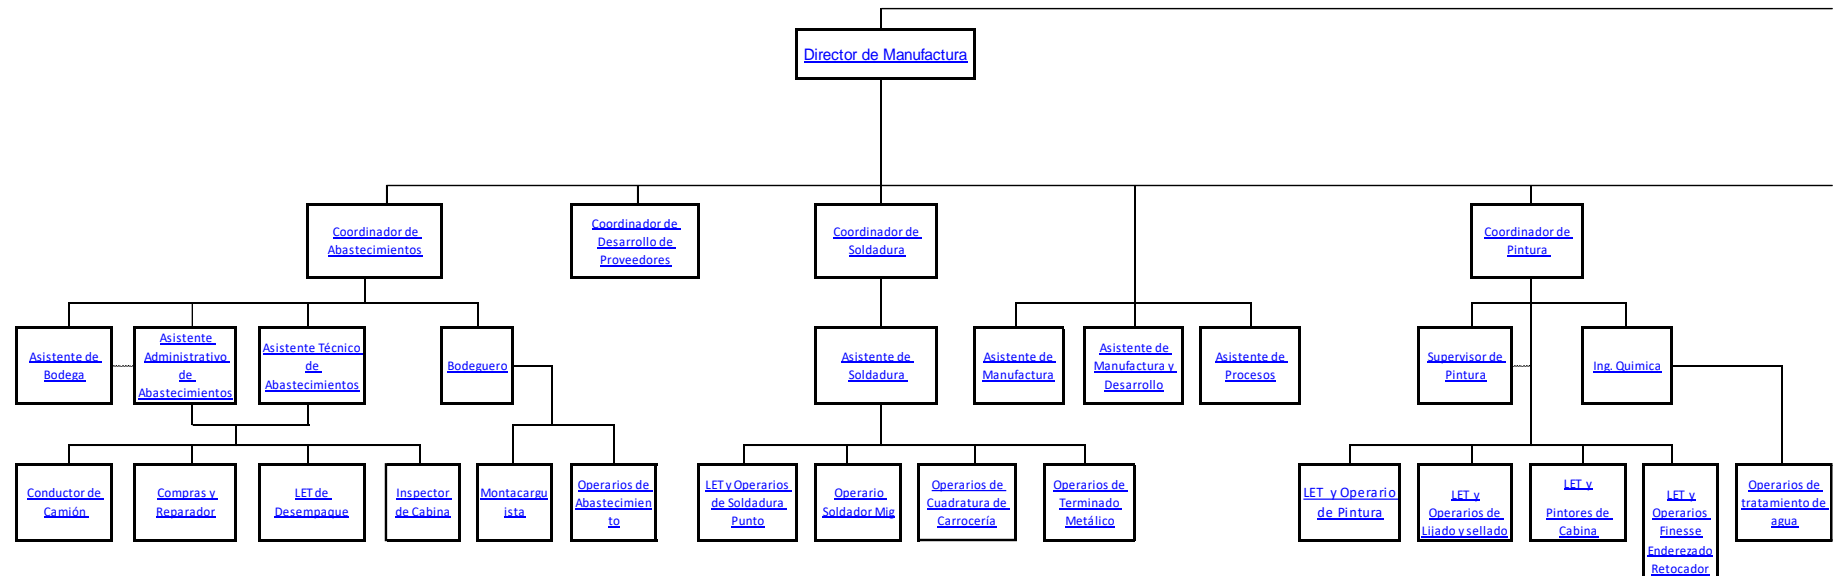 Director de Manufactura
Coordinador de
Abastecimientos
Coordinador de
Desarrollo de
Proveedores
Coordinador de
Soldadura
Coordinador de
Pintura
Asistente de
Bodega
Asistente
Administrativo
de
Abastecimientos
Asistente Técnico
de
Abastecimientos
Bodeguero
Asistente de
Soldadura
Asistente de
Manufactura
Asistente de
Manufactura y
Desarrollo
Asistente de
Procesos
Supervisor de
Pintura
Ing. Quimica
Conductor de
Camión
Compras y
Reparador
LET de
Desempaque
Inspector
de Cabina
Montacargu
ista
Operarios de
Abastecimien
to
LET y Operarios
de Soldadura
Punto
Operario
Soldador Mig
Operarios de
Cuadratura de
Carrocería
Operarios de
Terminado
Metálico
LET y Operario
de Pintura
LET y
Operarios de
Lijado y sellado
LET y
Pintores de
Cabina
LET y
Operarios
Finesse
Enderezado
Retocador
Operarios de
tratamiento de
agua